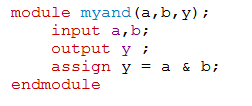 module myand(a,b,y);
    input a,b;
    output y ;
    assign y = a & b;
endmodule